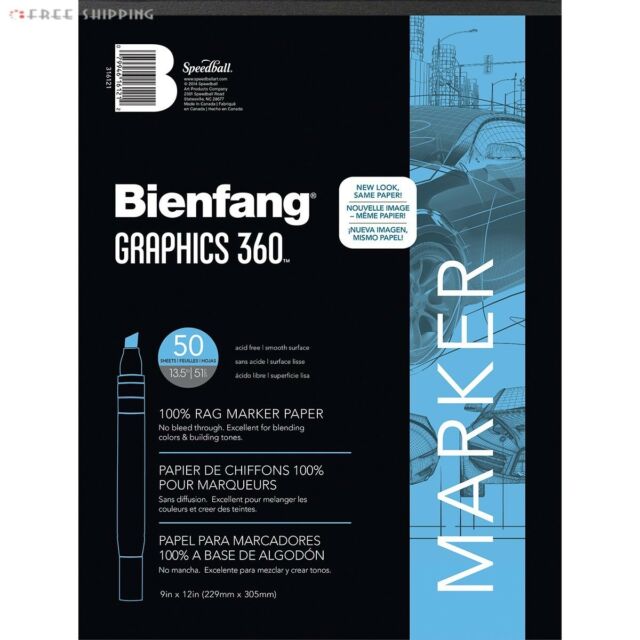 FREE SHIPPING
316121
Speedball.
www.speedballart.com
© 2014 Speedball
Art Products Company
2301 Speedball Road
Statesville, NC 28677
Made in Canada | Fabriqué
en Canada | Hecho en Canada
Bienfang®
GRAPHICS 360™
NEW LOOK,
SAME PAPER!
NOUVELLE IMAGE
– MÊME PAPIER!
¡NUEVA IMAGEN,
MISMO PAPEL!
50
SHEETS | FEUILLES | HOJAS
13.5
51
acid free | smooth surface
sans acide | surface lisse
ácido libre | superficie lisa
100% RAG MARKER PAPER
No bleed through. Excellent for blending
colors & building tones.
PAPIER DE CHIFFONS 100%
POUR MARQUEURS
Sans diffusion. Excellent pour melanger les
couleurs et creer des teintes.
PAPEL PARA MARCADORES
100% A BASE DE ALGODÓN
No mancha. Excelente para mezclar y crear tonos.
9in x 12in (229mm x 305mm)
MARKER